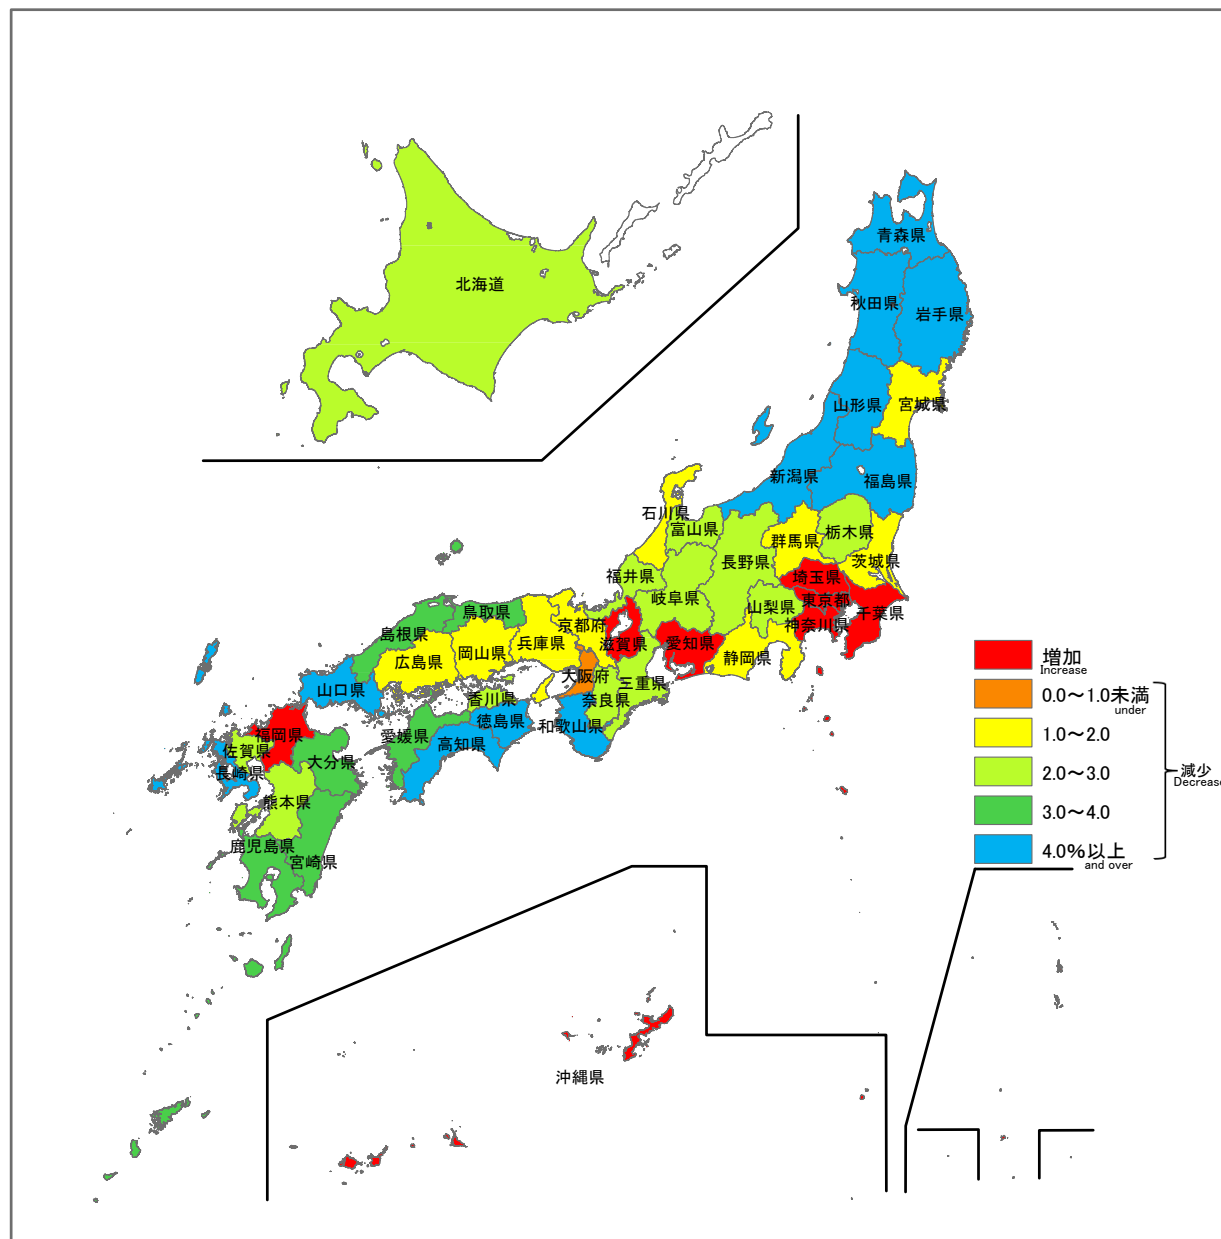 北海道
青森県
秋田県
岩手県
山形県
宮城県
新潟県
福島県
石川県
富山県
群馬県
栃木県
茨城県
長野県
福井県
埼玉県
岐阜県
山梨県
東京都
千葉県
神奈川県
鳥取県
島根県
京都府
兵庫県
滋賀県
愛知県
静岡県
岡山県
広島県
大阪府
三重県
山口県
香川県
奈良県
徳島県
和歌山県
愛媛県
高知県
福岡県
佐賀県
大分県
長崎県
熊本県
鹿児島県
宮崎県
沖縄県
増加
Increase
0.0～1.0未満
under
1.0～2.0
2.0～3.0
3.0～4.0
4.0%以上
and over
減少
Decrease